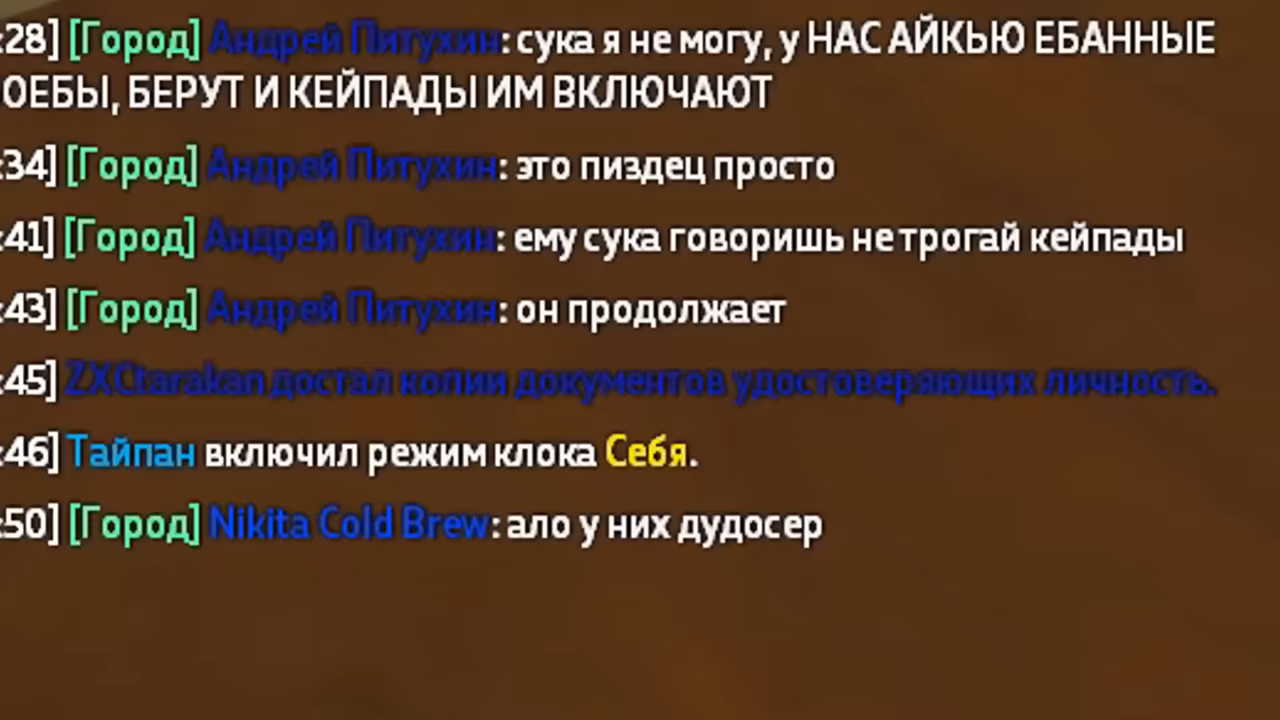 :28] [Город] Андрей Питухин: сука я не могу, у НАС АЙКЬЮ ЕБАННЫЕ
ОЕБЫ, БЕРУТ И КЕЙПАДЫ ИМ ВКЛЮЧАЮТ
:34] [Город] Андрей Питухин: это пиздец просто
:41] [Город] Андрей Питухин: ему сука говоришь не трогай кейпады
:43] [Город] Андрей Питухин: он продолжает
:45] ZXCtarakan достал копии документов удостоверяющих личность.
:46] Тайпан включил режим клока Себя.
:50] [Город] Nikita Cold Brew: ало у них дудосер